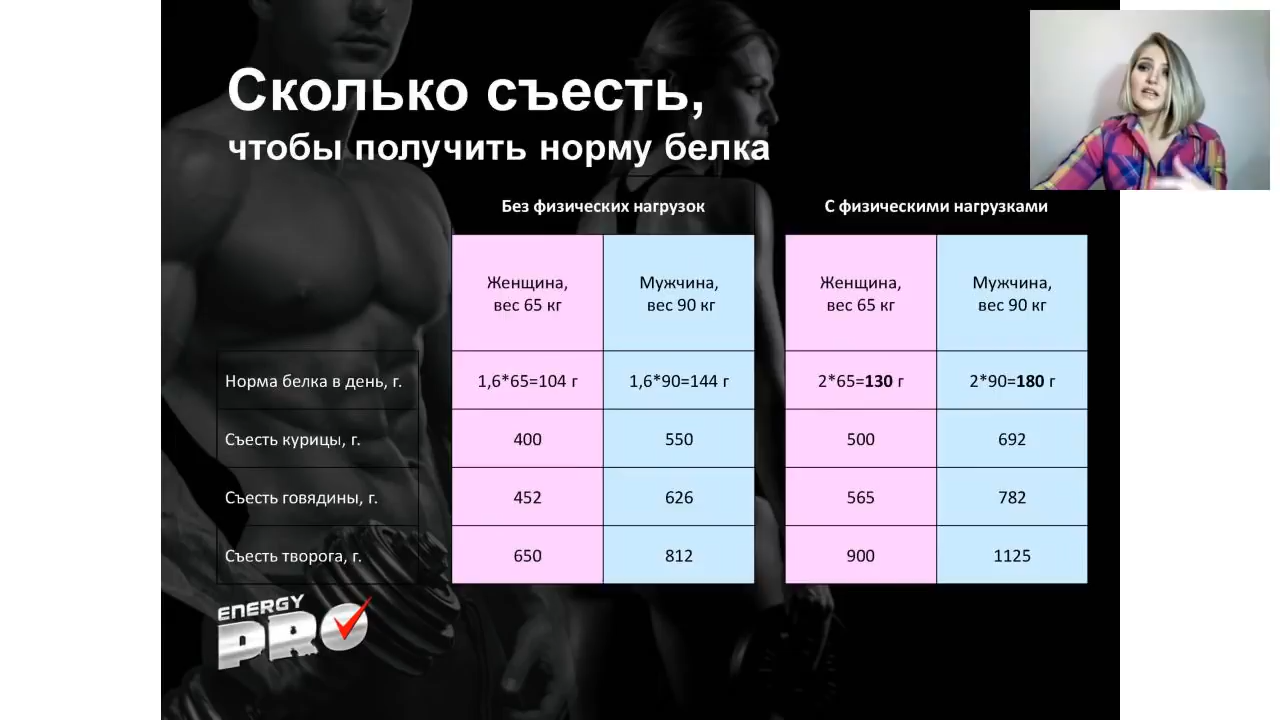 Сколько съесть,
чтобы получить норму белка
Без физических нагрузок
С физическими нагрузками
Женщина,
вес 65 кг
Мужчина,
вес 90 кг
Женщина,
вес 65 кг
Мужчина,
вес 90 кг
Норма белка в день, г. 1,6*65=104 г 1,6*90=144 г 2*65=130 г 2*90=180 г
Съесть курицы, г. 400 550 500 692
Съесть говядины, г. 452 626 565 782
Съесть творога, г. 650 812 900 1125
ENERGY
PRO